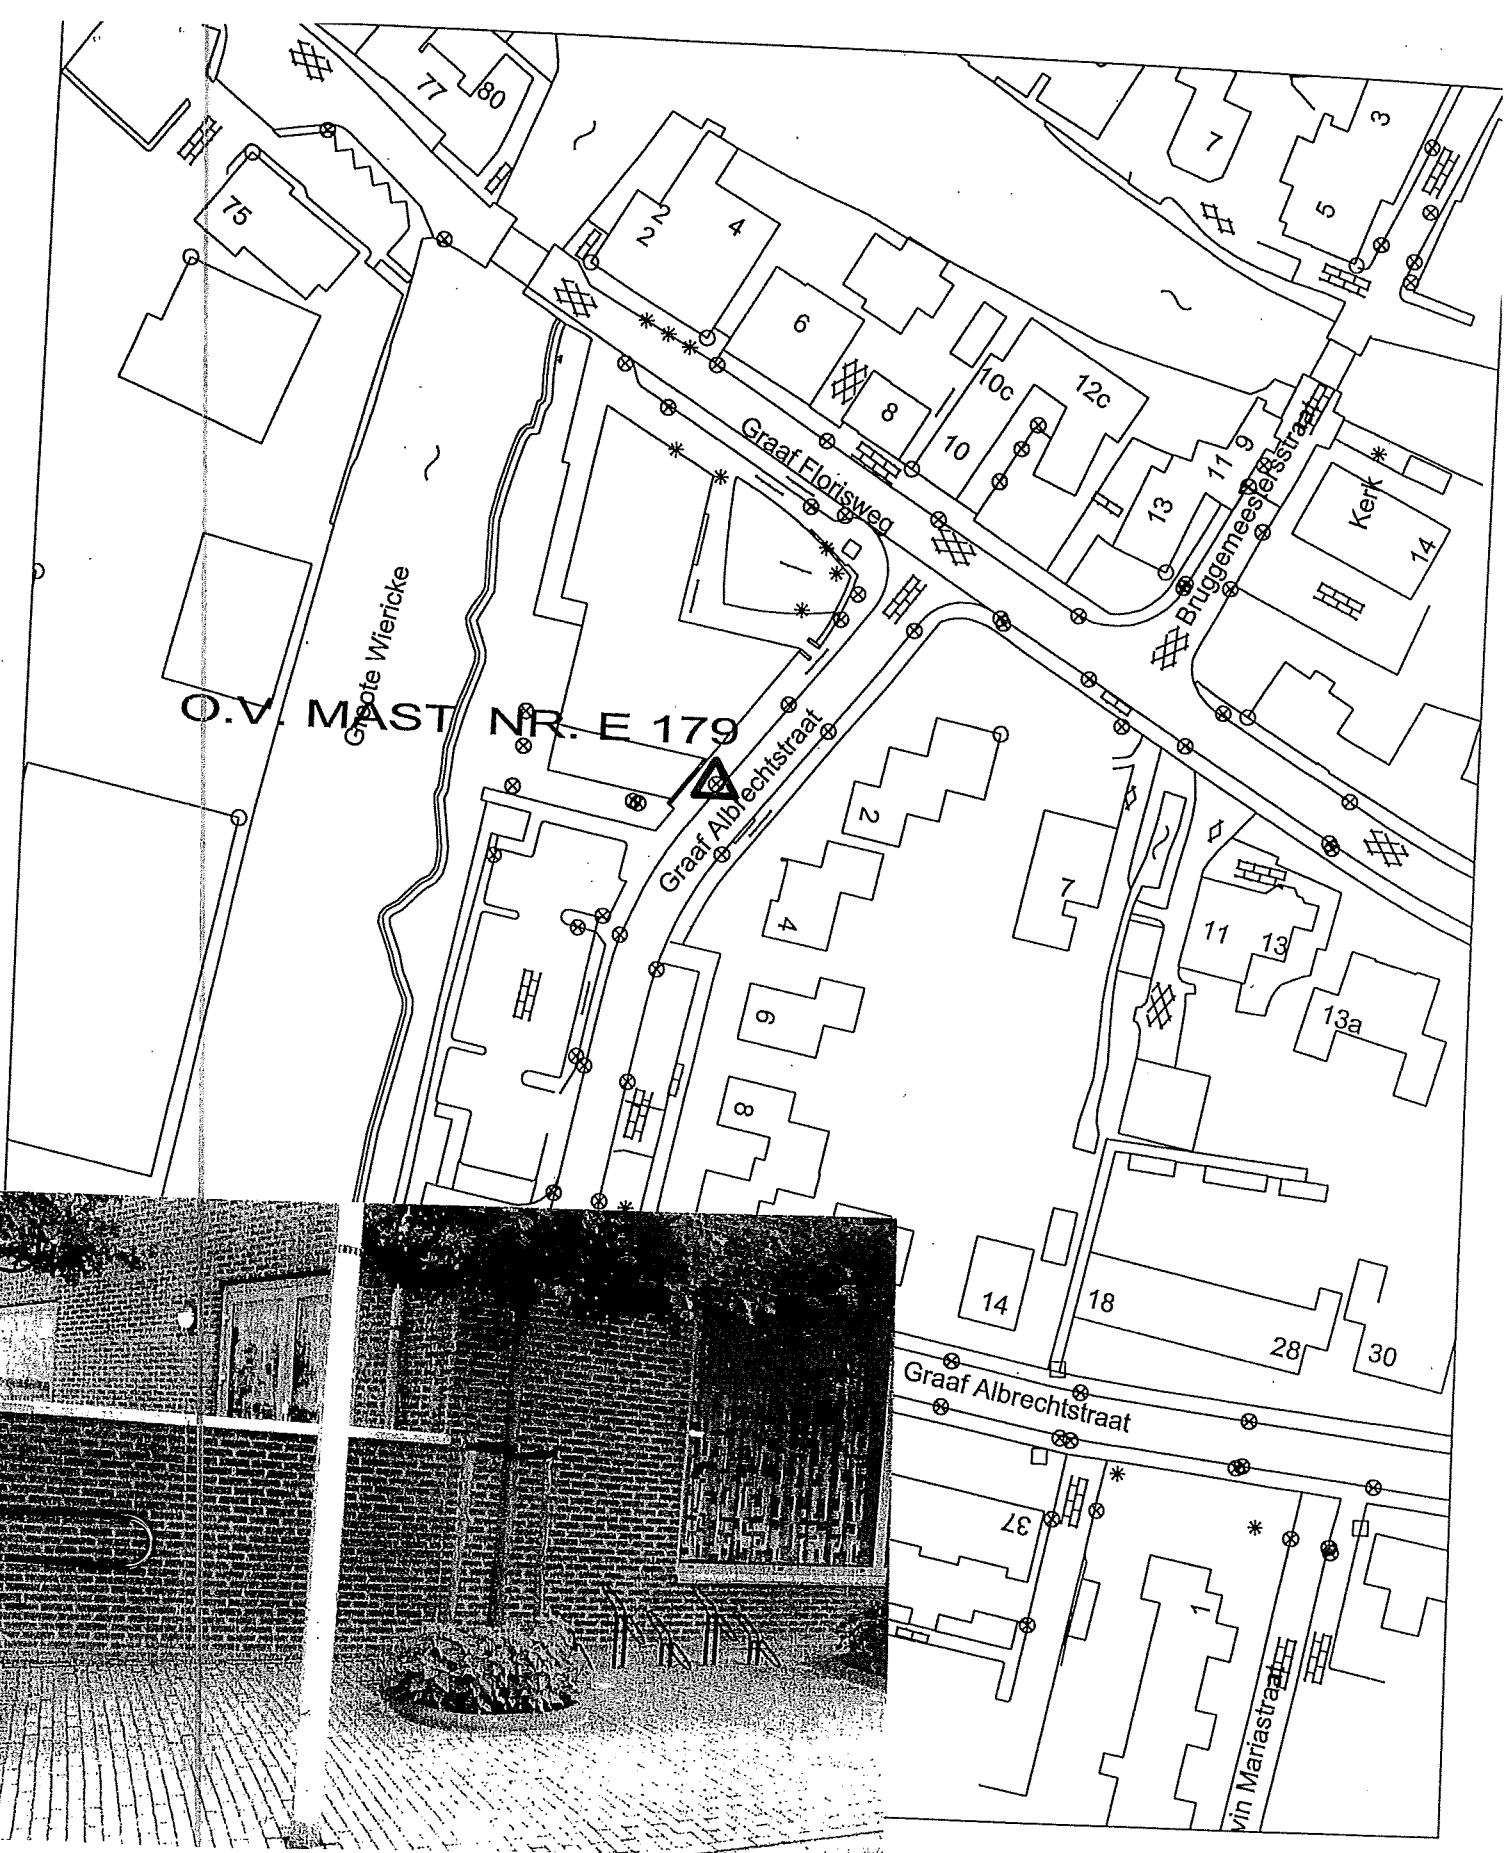 77
80
3
7
75
5
2
2
4
6
10c
12c
8
Graaf Florisweg
10
11
9
13
Bruggemeestersstraat
Kerk
14
Groote Wiericke
O.V. MAST NR. E 179
Graaf Albrechtstraat
2
7
4
11
13
6
13a
8
14
18
28
30
Graaf Albrechtstraat
37
1
vin Mariastraat